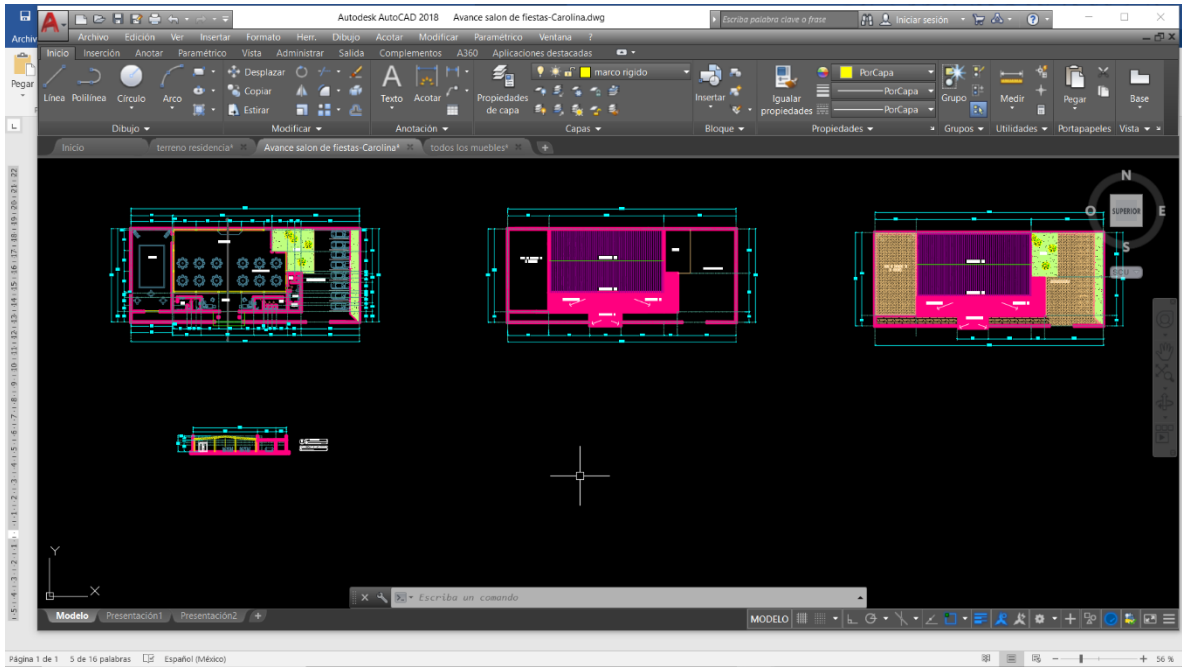 Autodesk AutoCAD 2018 Avance salon de fiestas-Carolina.dwg
Escriba palabra clave o frase
Iniciar sesión
Archiv
Archivo Edición Ver Insertar Formato Herr. Dibujo Acotar Modificar Paramétrico Ventana ?
Inicio Inserción Anotar Paramétrico Vista Administrar Salida Complementos A360 Aplicaciones destacadas
Pegar
Línea Polilínea Círculo Arco
Desplazar
Copiar
Estirar
Texto Acotar
Propiedades de capa
marco rigido
Insertar
Igualar propiedades
PorCapa
PorCapa
PorCapa
Grupo
Medir
Pegar
Base
Dibujo Modificar Anotación Capas Bloque Propiedades Grupos Utilidades Portapapeles Vista
Inicio terreno residencia* Avance salon de fiestas-Carolina* todos los muebles*
N
O SUPERIOR E
S
SCU
Y
X
Escriba un comando
Modelo Presentación1 Presentación2
MODELO
Página 1 de 1 5 de 16 palabras Español (México)
56 %